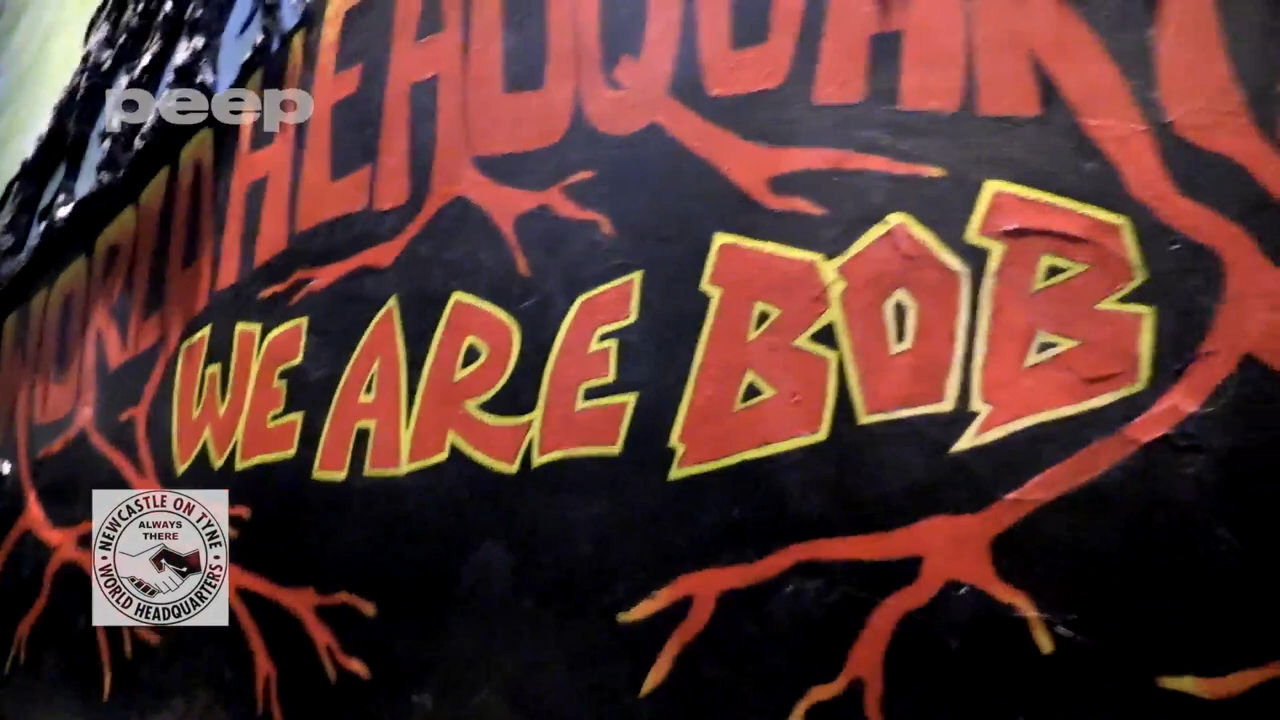 peep
WORLD HEADQUAR
WE ARE BOB
NEWCASTLE ON TYNE
ALWAYS
THERE
• WORLD HEADQUARTERS •